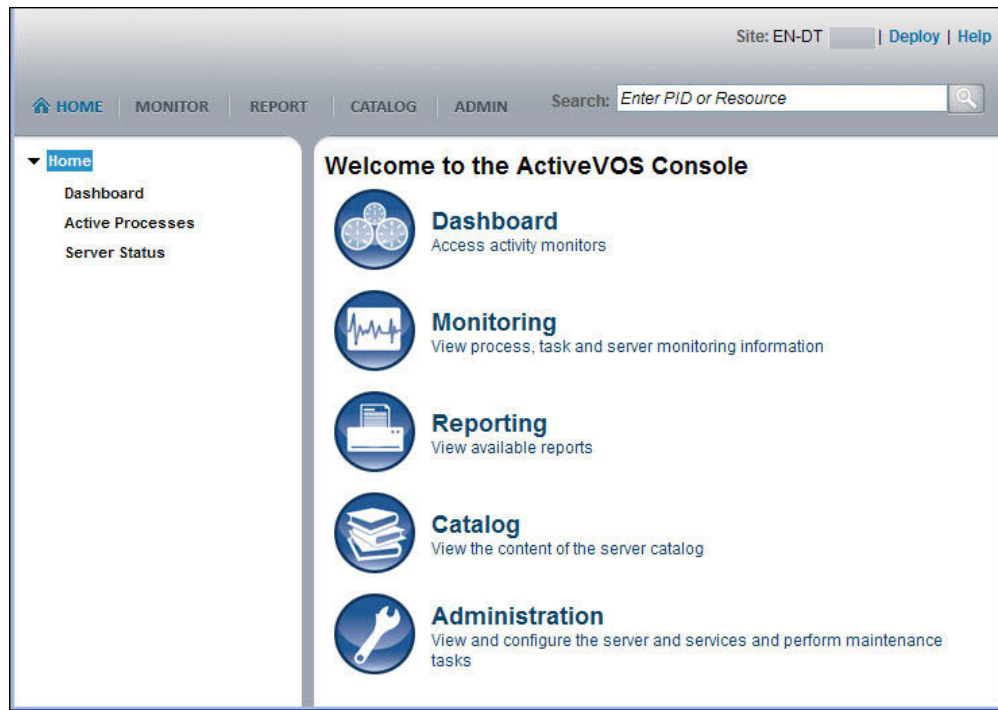 Site: EN-DT | Deploy | Help
HOME MONITOR REPORT CATALOG ADMIN Search: Enter PID or Resource
Home
Dashboard
Active Processes
Server Status
Welcome to the ActiveVOS Console
Dashboard
Access activity monitors
Monitoring
View process, task and server monitoring information
Reporting
View available reports
Catalog
View the content of the server catalog
Administration
View and configure the server and services and perform maintenance
tasks